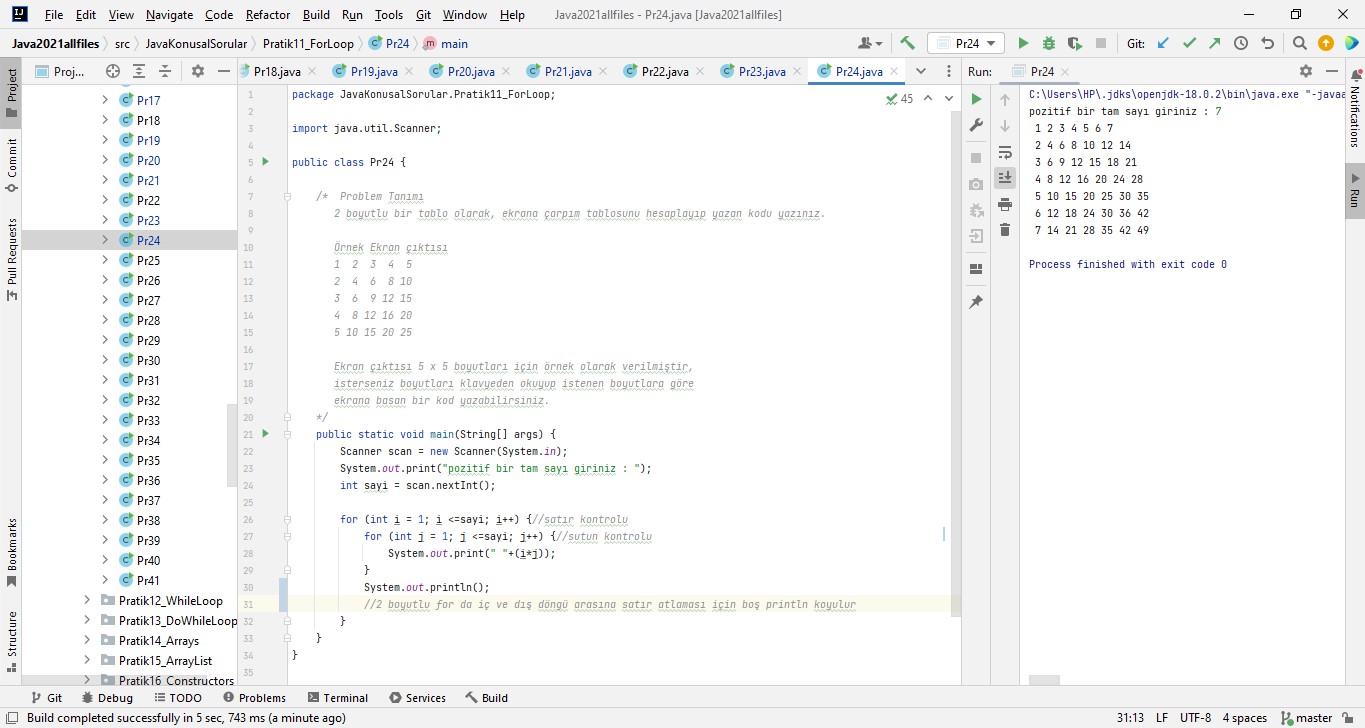 File Edit View Navigate Code Refactor Build Run Tools Git Window Help Java2021allfiles - Pr24.java [Java2021allfiles]
Java2021allfiles src JavaKonusalSorular Pratik11_ForLoop Pr24 main Pr24 Git:
Proj... Pr18.java Pr19.java Pr20.java Pr21.java Pr22.java Pr23.java Pr24.java Run: Pr24
Project
Commit
Pull Requests
Bookmarks
Structure
Pr17
Pr18
Pr19
Pr20
Pr21
Pr22
Pr23
Pr24
Pr25
Pr26
Pr27
Pr28
Pr29
Pr30
Pr31
Pr32
Pr33
Pr34
Pr35
Pr36
Pr37
Pr38
Pr39
Pr40
Pr41
Pratik12_WhileLoop
Pratik13_DoWhileLoop
Pratik14_Arrays
Pratik15_ArrayList
Pratik16_Constructors
45
1 package JavaKonusalSorular.Pratik11_ForLoop;
2
3 import java.util.Scanner;
4
5 public class Pr24 {
6
7 /* Problem Tanımı
8 2 boyutlu bir tablo olarak, ekrana çarpım tablosunu hesaplayıp yazan kodu yazınız.
9
10 Örnek Ekran çıktısı
11 1 2 3 4 5
12 2 4 6 8 10
13 3 6 9 12 15
14 4 8 12 16 20
15 5 10 15 20 25
16
17 Ekran çıktısı 5 x 5 boyutları için örnek olarak verilmiştir,
18 isterseniz boyutları klavyeden okuyup istenen boyutlara göre
19 ekrana basan bir kod yazabilirsiniz.
20 */
21 public static void main(String[] args) {
22 Scanner scan = new Scanner(System.in);
23 System.out.print("pozitif bir tam sayı giriniz : ");
24 int sayi = scan.nextInt();
25
26 for (int i = 1; i <=sayi; i++) {//satır kontrolu
27 for (int j = 1; j <=sayi; j++) {//sutun kontrolu
28 System.out.print(" "+(i*j));
29 }
30 System.out.println();
31 //2 boyutlu for da iç ve dış döngü arasına satır atlaması için boş println koyulur
32 }
33 }
34 }
35
C:\Users\HP\.jdks\openjdk-18.0.2\bin\java.exe "-javaa
pozitif bir tam sayı giriniz : 7
1 2 3 4 5 6 7
2 4 6 8 10 12 14
3 6 9 12 15 18 21
4 8 12 16 20 24 28
5 10 15 20 25 30 35
6 12 18 24 30 36 42
7 14 21 28 35 42 49
Process finished with exit code 0
Notifications
Run
Git Debug TODO Problems Terminal Services Build
Build completed successfully in 5 sec, 743 ms (a minute ago) 31:13 LF UTF-8 4 spaces master